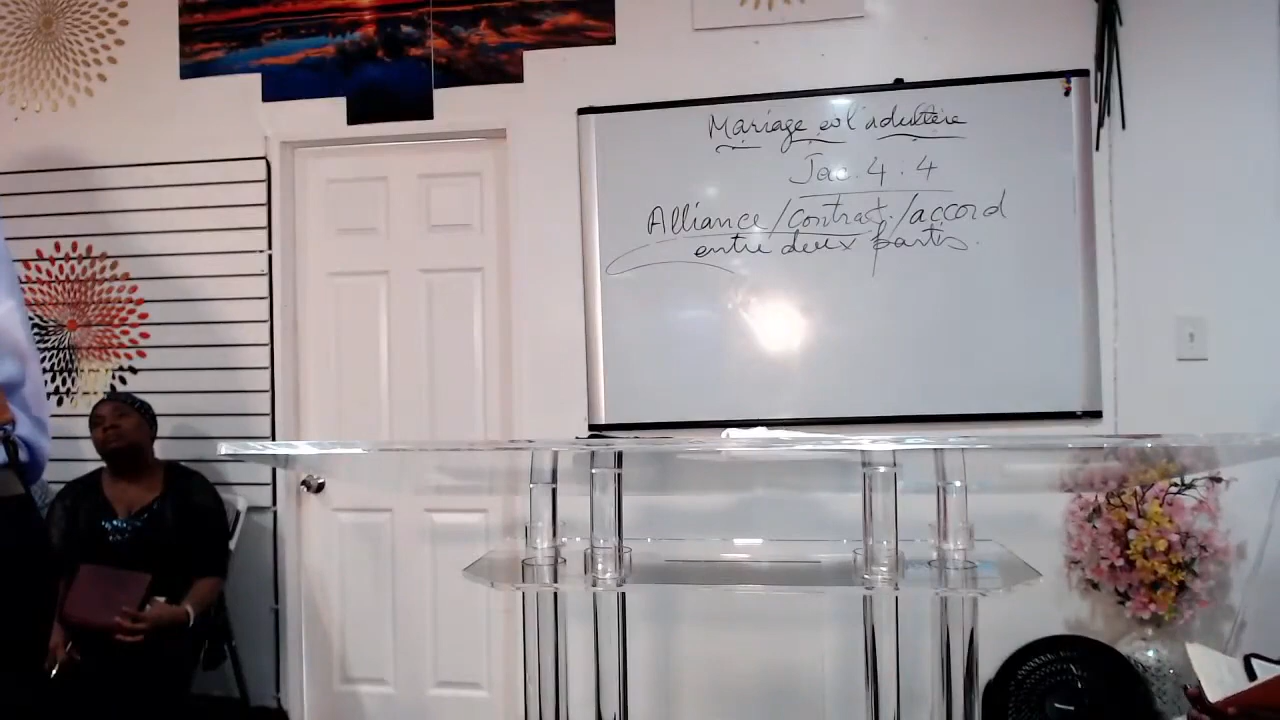 Mariage et l'adultère
Jac. 4.4
Alliance/contrat/accord
entre deux partis.